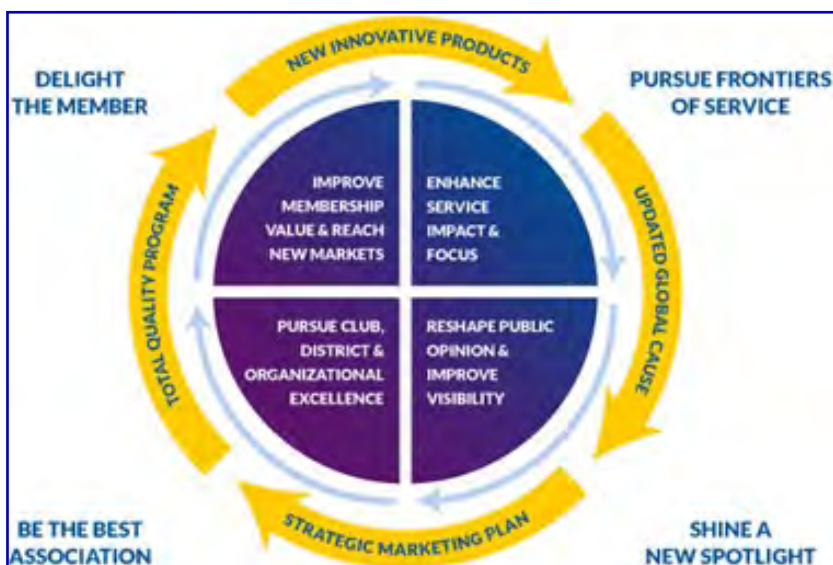 NEW INNOVATIVE PRODUCTS
DELIGHT
THE MEMBER
PURSUE FRONTIERS
OF SERVICE
IMPROVE
MEMBERSHIP
VALUE & REACH
NEW MARKETS
ENHANCE
SERVICE
IMPACT &
FOCUS
TOTAL QUALITY PROGRAM
UPDATED GLOBAL CAUSE
PURSUE CLUB,
DISTRICT &
ORGANIZATIONAL
EXCELLENCE
RESHAPE PUBLIC
OPINION &
IMPROVE
VISIBILITY
STRATEGIC MARKETING PLAN
BE THE BEST
ASSOCIATION
SHINE A
NEW SPOTLIGHT